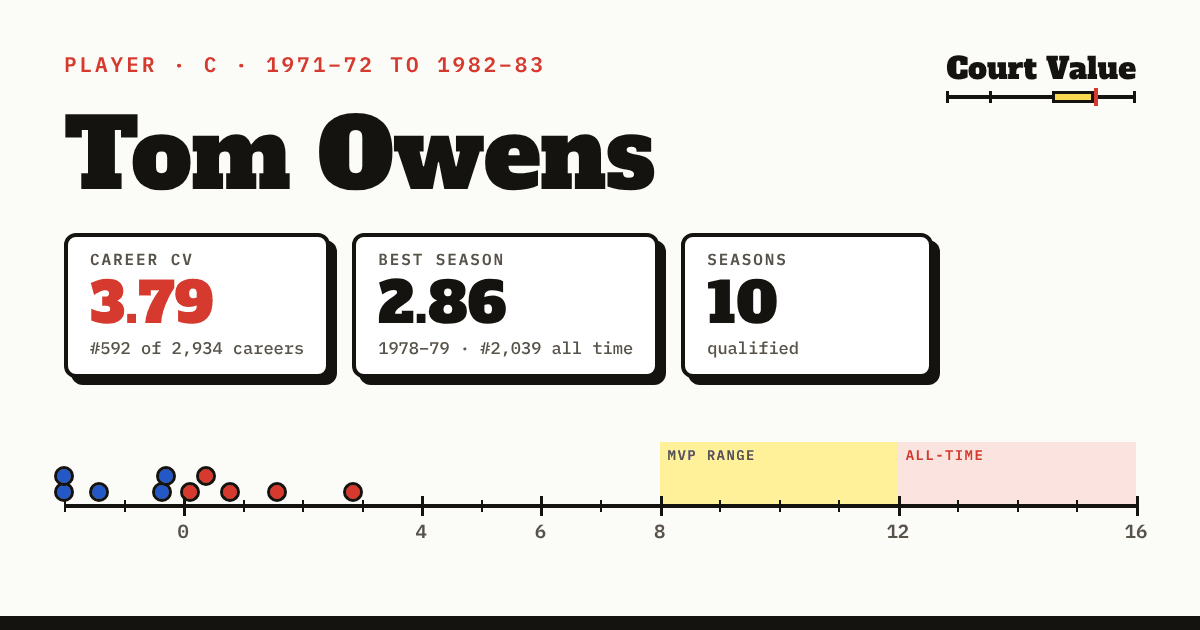 PLAYER · C · 1971–72 TO 1982–83
Court Value
Tom Owens
CAREER CV
3.79
#592 of 2,934 careers
BEST SEASON
2.86
1978–79 · #2,039 all time
SEASONS
10
qualified
MVP RANGE
ALL-TIME
0 4 6 8 12 16